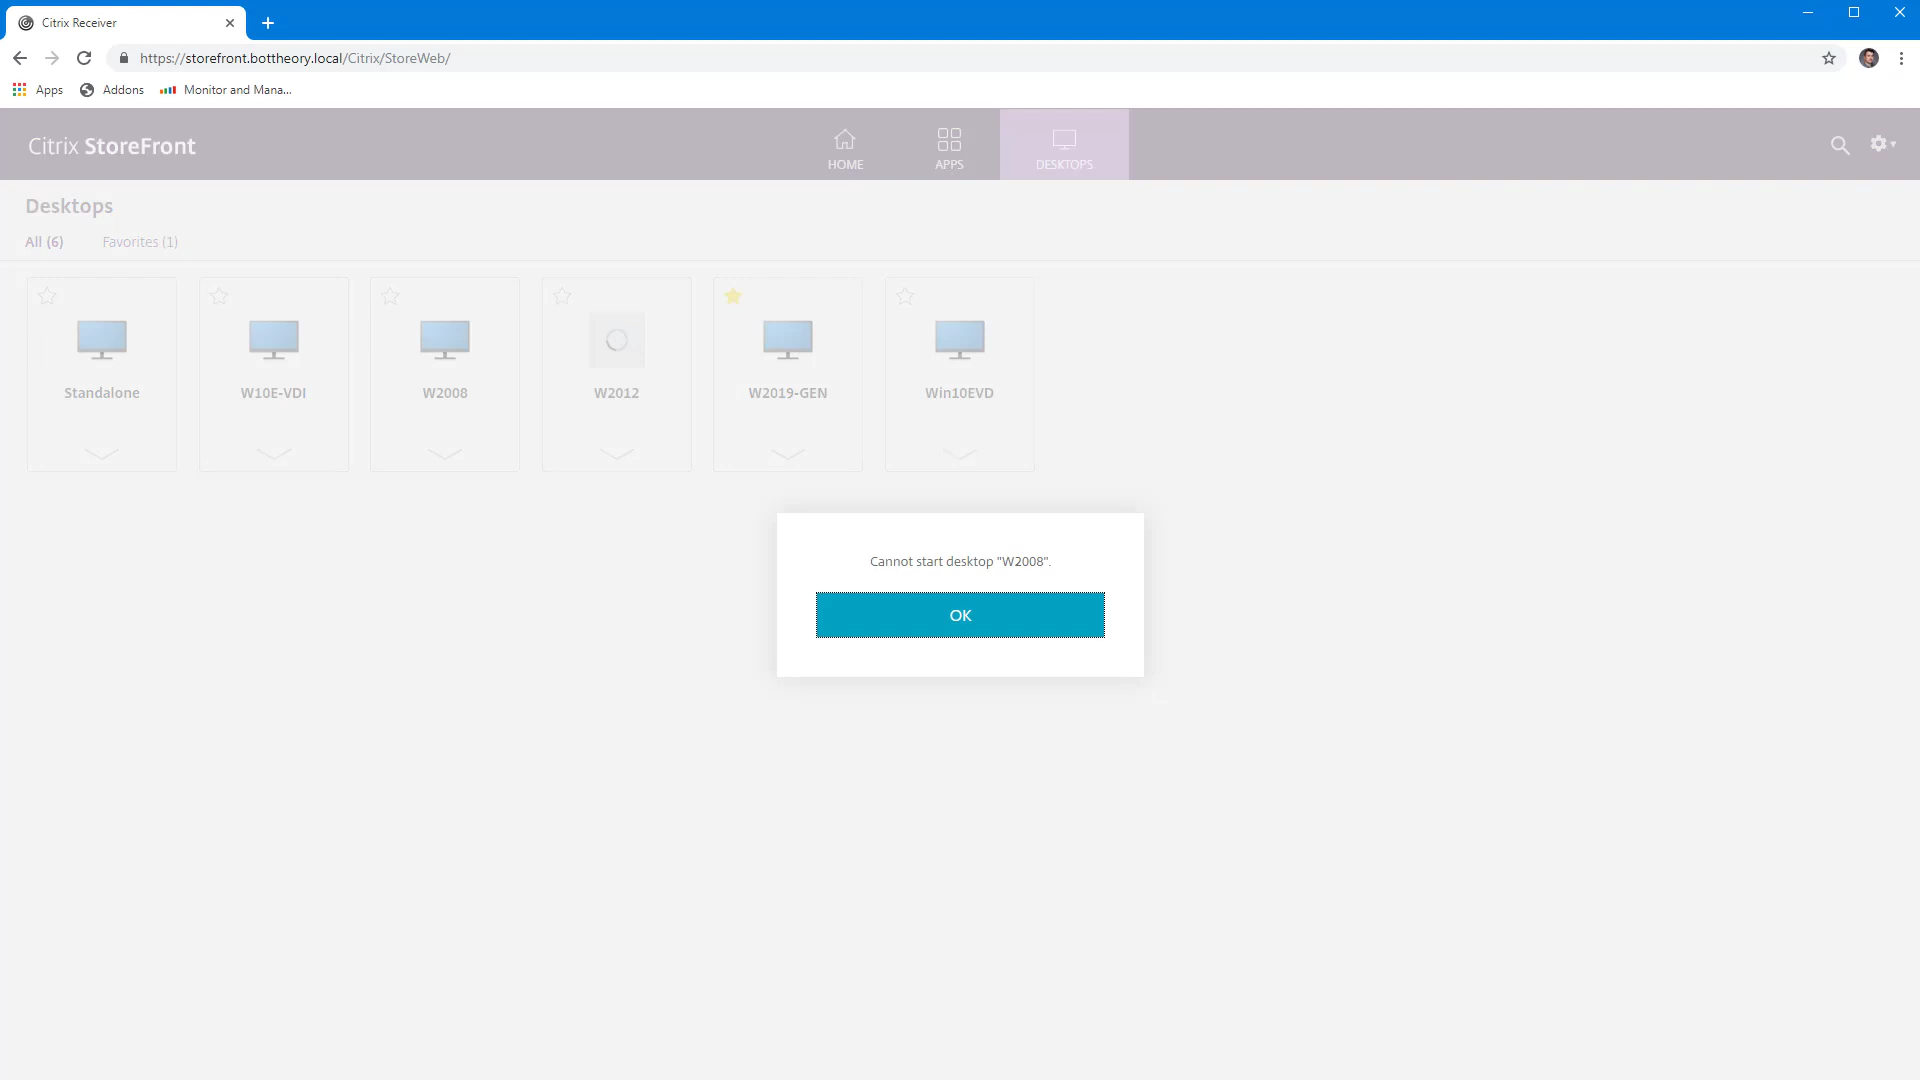 Citrix Receiver
https://storefront.bottheory.local/Citrix/StoreWeb/
Apps Addons Monitor and Mana...
Citrix StoreFront
HOME APPS DESKTOPS
Desktops
All (6) Favorites (1)
Standalone W10E-VDI W2008 W2012 W2019-GEN Win10EVD
Cannot start desktop "W2008".
OK